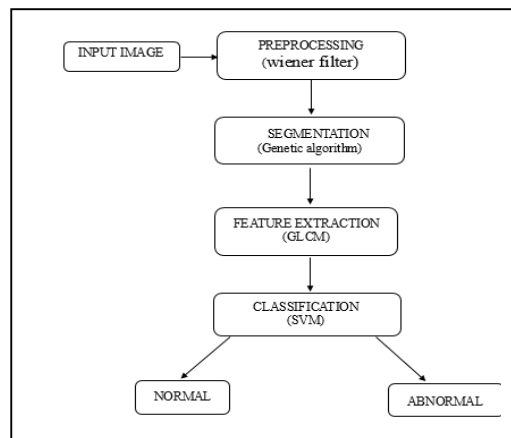 INPUT IMAGE
PREPROCESSING
(wiener filter)
SEGMENTATION
(Genetic algorithm)
FEATURE EXTRACTION
(GLCM)
CLASSIFICATION
(SVM)
NORMAL
ABNORMAL